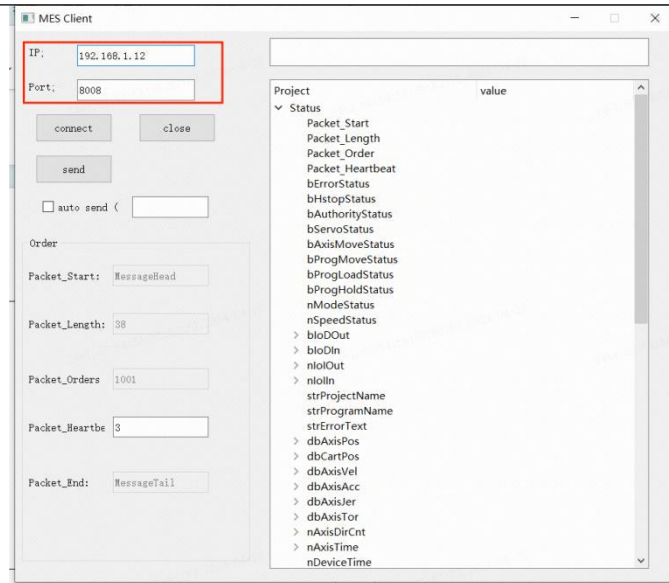 MES Client
IP;
192.168.1.12
Port;
8008
connect
close
send
auto send (
Order
Packet_Start:
MessageHead
Packet_Length:
38
Packet_Orders
1001
Packet_Heartbe
3
Packet_End:
MessageTail
Project value
Status
Packet_Start
Packet_Length
Packet_Order
Packet_Heartbeat
bErrorStatus
bHstopStatus
bAuthorityStatus
bServoStatus
bAxisMoveStatus
bProgMoveStatus
bProgLoadStatus
bProgHoldStatus
nModeStatus
nSpeedStatus
bIoDOut
bIoDIn
nIoIOut
nIoIIn
strProjectName
strProgramName
strErrorText
dbAxisPos
dbCartPos
dbAxisVel
dbAxisAcc
dbAxisJer
dbAxisTor
nAxisDirCnt
nAxisTime
nDeviceTime